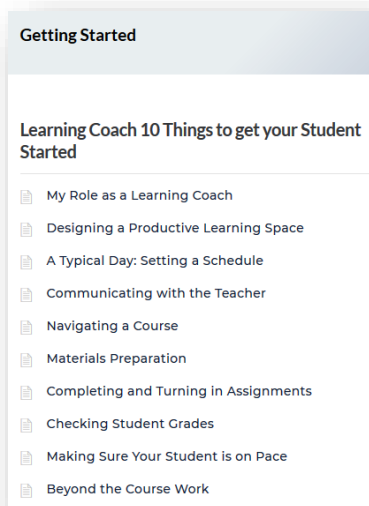 Getting Started
Learning Coach 10 Things to get your Student
Started
My Role as a Learning Coach
Designing a Productive Learning Space
A Typical Day: Setting a Schedule
Communicating with the Teacher
Navigating a Course
Materials Preparation
Completing and Turning in Assignments
Checking Student Grades
Making Sure Your Student is on Pace
Beyond the Course Work